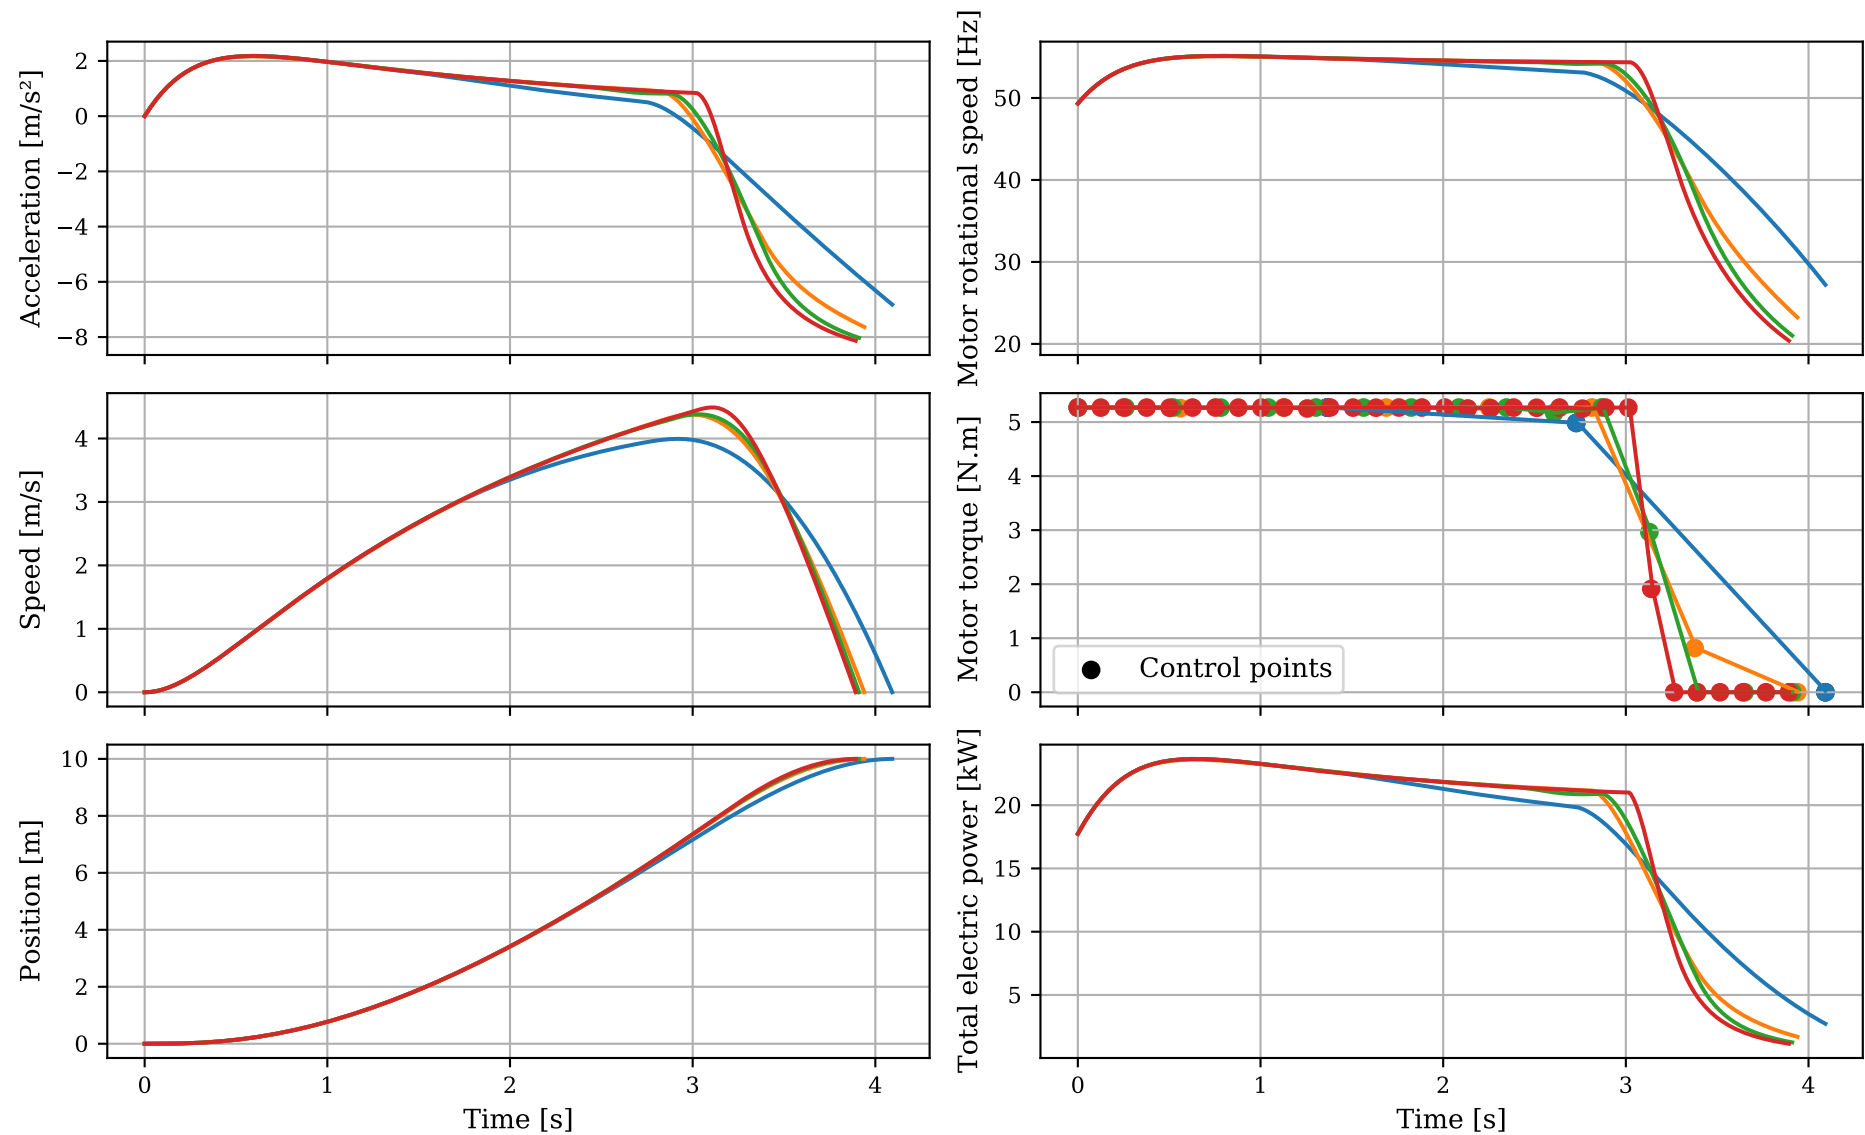 Acceleration [m/s²]
2
0
−2
−4
−6
−8
Motor rotational speed [Hz]
50
40
30
20
Speed [m/s]
4
3
2
1
0
Motor torque [N.m]
5
4
3
2
1
0
Control points
Position [m]
10
8
6
4
2
0
0 1 2 3 4
Time [s]
Total electric power [kW]
20
15
10
5
0 1 2 3 4
Time [s]